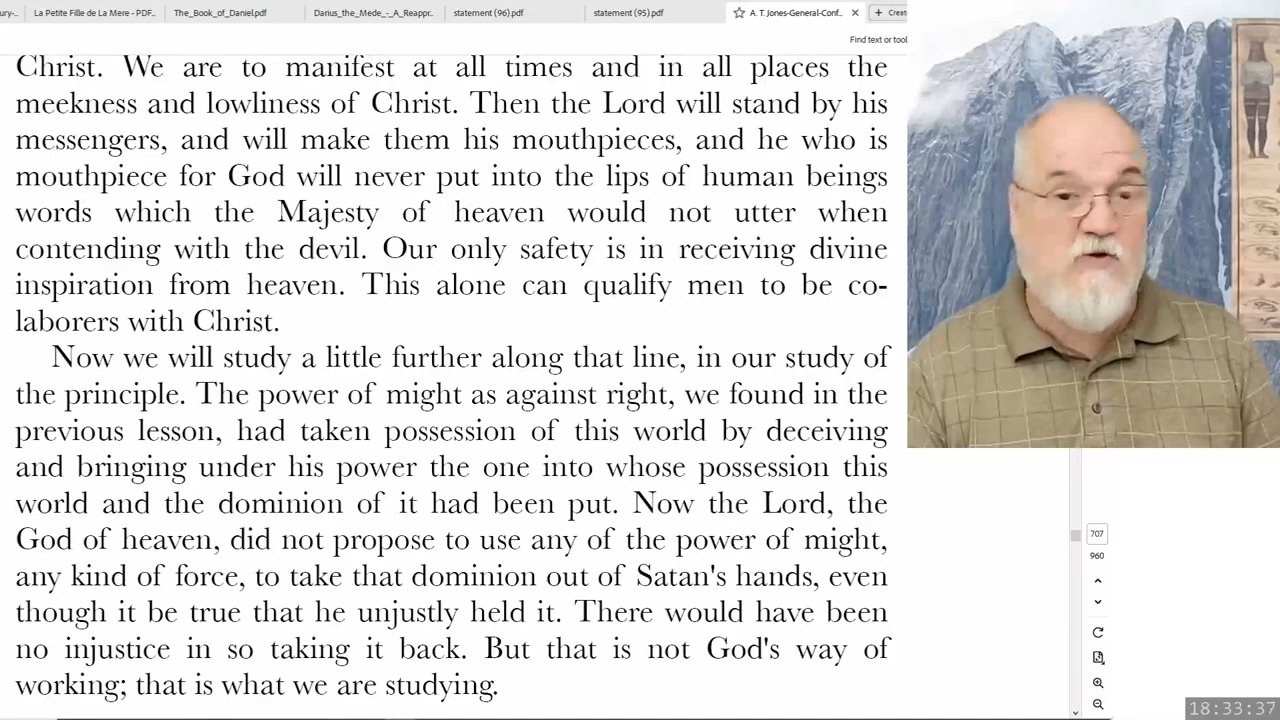 ury-...
La Petite Fille de La Mere - PDF...
The_Book_of_Daniel.pdf
Darius_the_Mede_-_A_Reappr...
statement (96).pdf
statement (95).pdf
A. T. Jones-General-Conf...
Creat
Find text or tool
Christ. We are to manifest at all times and in all places the
meekness and lowliness of Christ. Then the Lord will stand by his
messengers, and will make them his mouthpieces, and he who is
mouthpiece for God will never put into the lips of human beings
words which the Majesty of heaven would not utter when
contending with the devil. Our only safety is in receiving divine
inspiration from heaven. This alone can qualify men to be co-
laborers with Christ.
Now we will study a little further along that line, in our study of
the principle. The power of might as against right, we found in the
previous lesson, had taken possession of this world by deceiving
and bringing under his power the one into whose possession this
world and the dominion of it had been put. Now the Lord, the
God of heaven, did not propose to use any of the power of might,
any kind of force, to take that dominion out of Satan's hands, even
though it be true that he unjustly held it. There would have been
no injustice in so taking it back. But that is not God's way of
working; that is what we are studying.
707
960
18:33:37